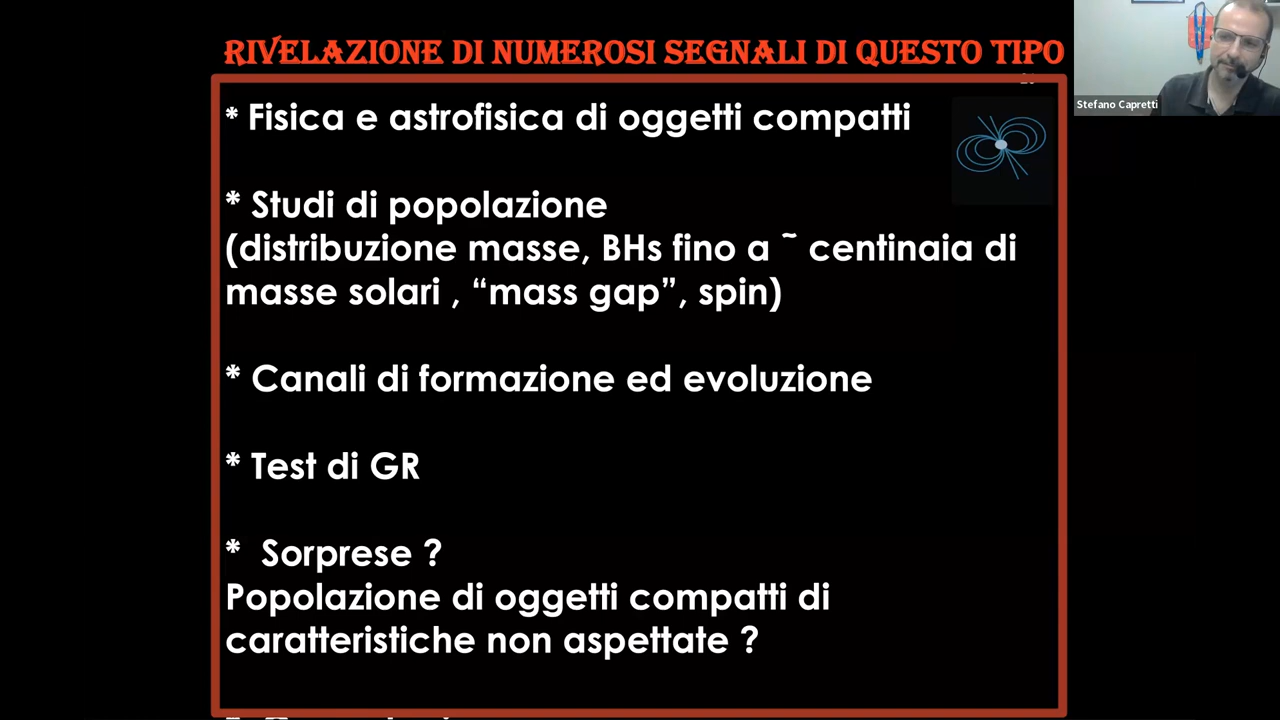 RIVELAZIONE DI NUMEROSI SEGNALI DI QUESTO TIPO
* Fisica e astrofisica di oggetti compatti
* Studi di popolazione
(distribuzione masse, BHs fino a ~ centinaia di
masse solari , “mass gap”, spin)
* Canali di formazione ed evoluzione
* Test di GR
*  Sorprese ?
Popolazione di oggetti compatti di
caratteristiche non aspettate ?
Stefano Capretti